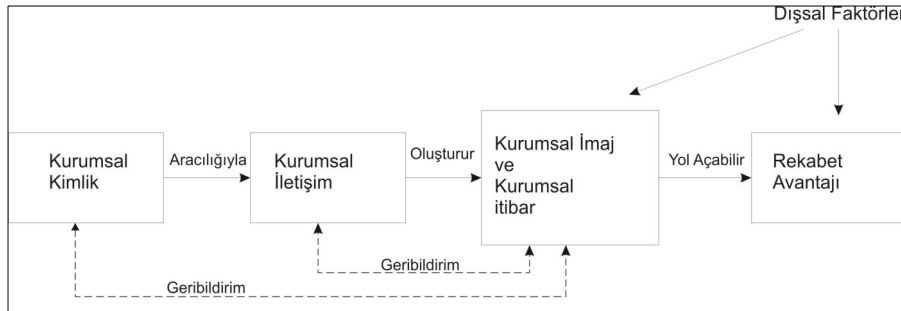 Dışsal Faktörler
Kurumsal
Kimlik
Aracılığıyla
Kurumsal
İletişim
Oluşturur
Kurumsal İmaj
ve
Kurumsal
itibar
Yol Açabilir
Rekabet
Avantajı
Geribildirim
Geribildirim